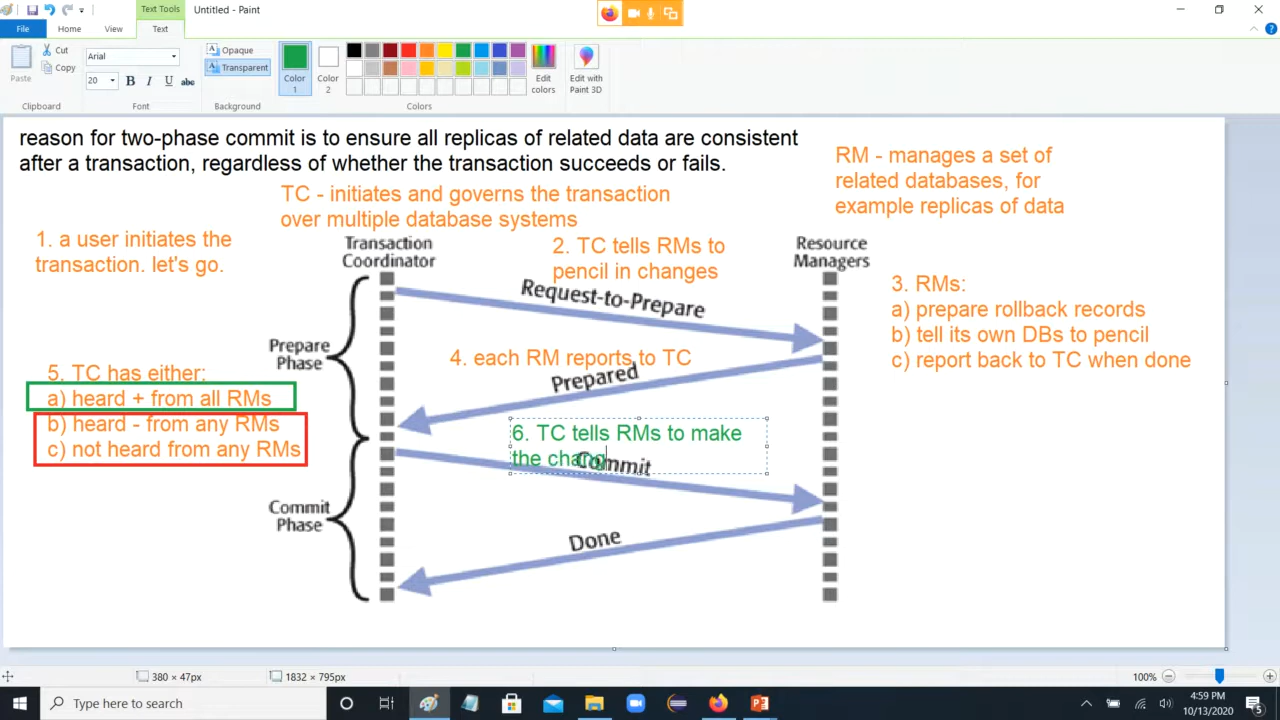 Text Tools
Untitled - Paint
File
Home
View
Text
Paste
Cut
Copy
Clipboard
Arial
20
B I U abc
Font
A Opaque
A Transparent
Background
Color 1
Color 2
Colors
Edit colors
Edit with Paint 3D
reason for two-phase commit is to ensure all replicas of related data are consistent
after a transaction, regardless of whether the transaction succeeds or fails.
TC - initiates and governs the transaction
over multiple database systems
RM - manages a set of
related databases, for
example replicas of data
1. a user initiates the
transaction. let's go.
Transaction
Coordinator
2. TC tells RMs to
pencil in changes
Resource
Managers
Request-to-Prepare
3. RMs:
a) prepare rollback records
b) tell its own DBs to pencil
c) report back to TC when done
Prepare
Phase
4. each RM reports to TC
Prepared
5. TC has either:
a) heard + from all RMs
b) heard - from any RMs
c) not heard from any RMs
6. TC tells RMs to make
the chang
Commit
Commit
Phase
Done
380 × 47px
1832 × 795px
100%
Type here to search
4:59 PM
10/13/2020
5